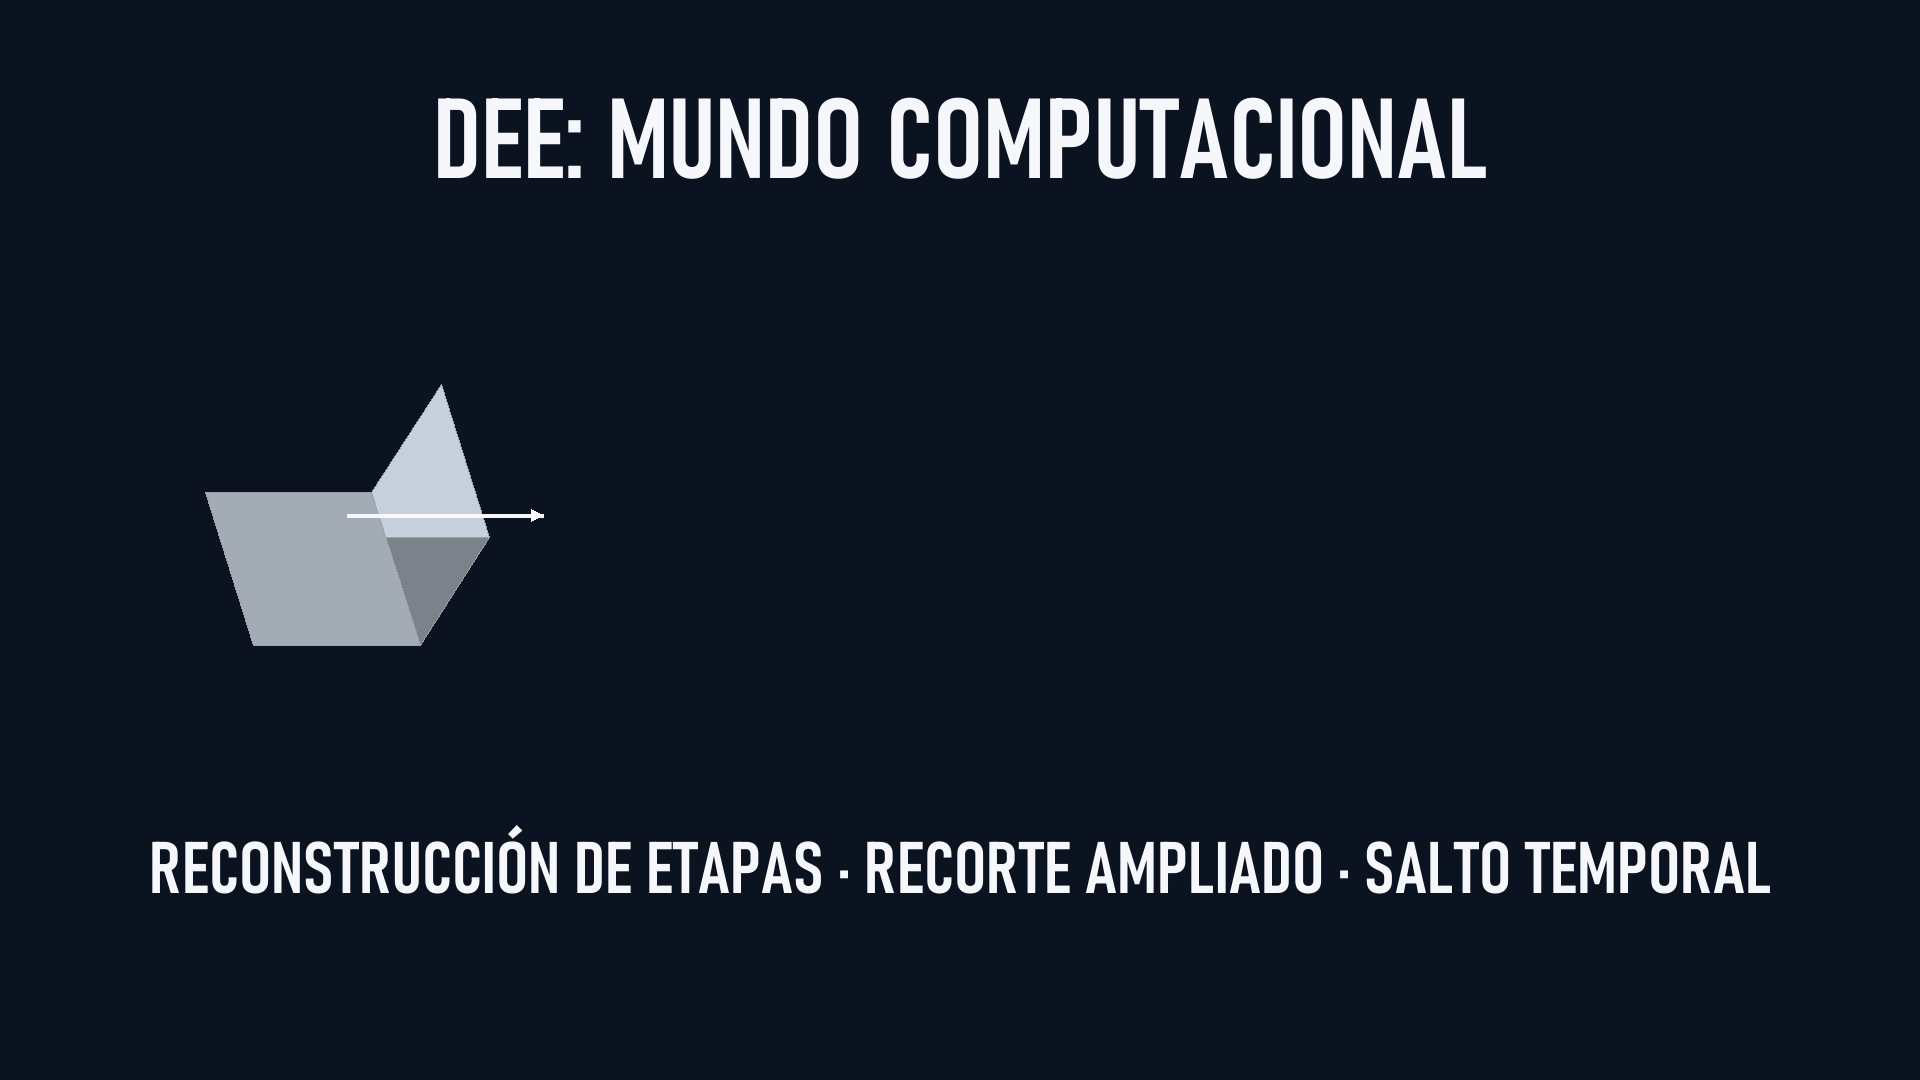 DEE: MUNDO COMPUTACIONAL
RECONSTRUCCIÓN DE ETAPAS · RECORTE AMPLIADO · SALTO TEMPORAL